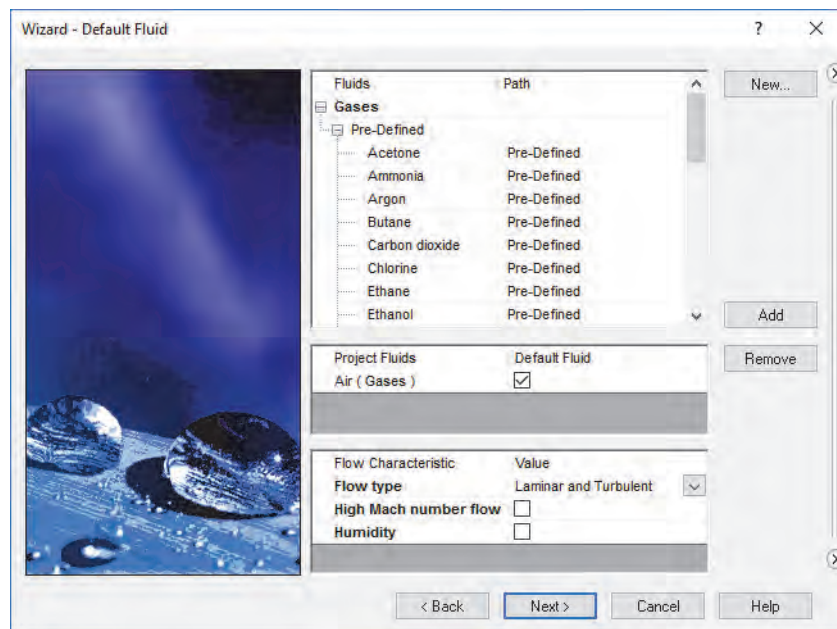 Wizard - Default Fluid ?
Fluids Path New...
Gases
Pre-Defined
Acetone Pre-Defined
Ammonia Pre-Defined
Argon Pre-Defined
Butane Pre-Defined
Carbon dioxide Pre-Defined
Chlorine Pre-Defined
Ethane Pre-Defined
Ethanol Pre-Defined Add
Project Fluids Default Fluid Remove
Air ( Gases )
Flow Characteristic Value
Flow type Laminar and Turbulent
High Mach number flow
Humidity
< Back Next > Cancel Help